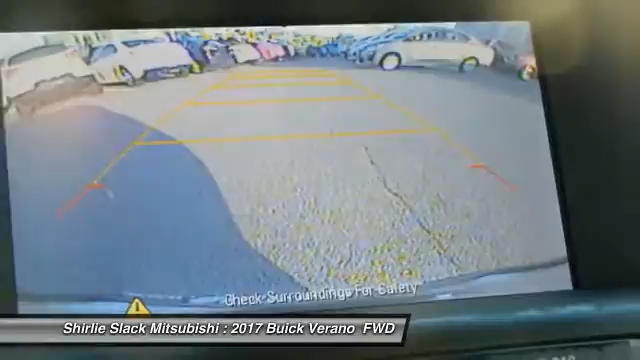 Check Surroundings For Safety
Shirlie Slack Mitsubishi : 2017 Buick Verano FWD